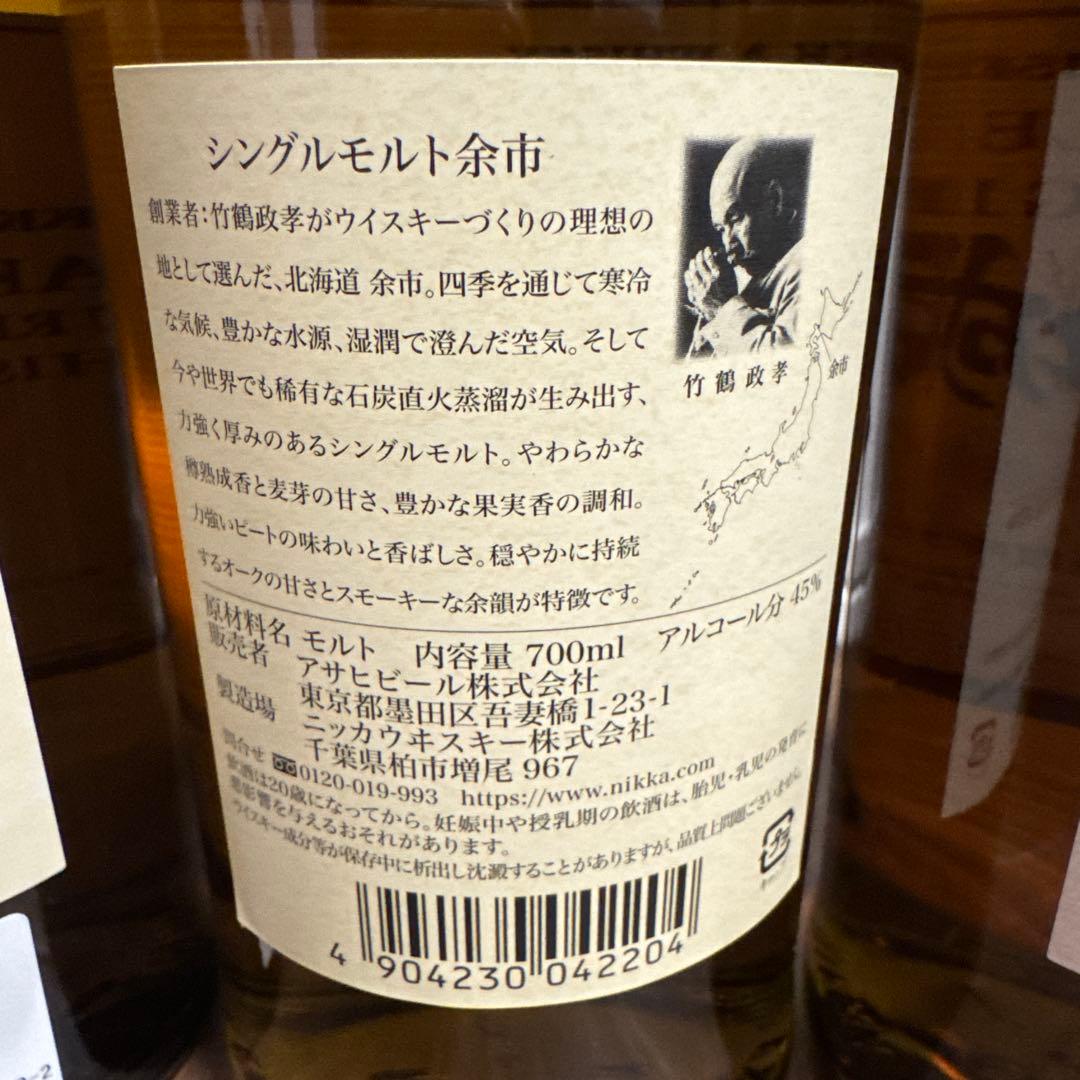 シングルモルト余市
創業者：竹鶴政孝がウイスキーづくりの理想の
地として選んだ、北海道 余市。四季を通じて寒冷
な気候、豊かな水源、湿潤で澄んだ空気。そして
今や世界でも稀有な石炭直火蒸溜が生み出す、
力強く厚みのあるシングルモルト。やわらかな
樽熟成香と麦芽の甘さ、豊かな果実香の調和。
力強いピートの味わいと香ばしさ。穏やかに持続
するオークの甘さとスモーキーな余韻が特徴です。
竹鶴政孝
余市
原材料名 モルト 内容量 700ml アルコール分 45%
販売者 アサヒビール株式会社
東京都墨田区吾妻橋1-23-1
製造場 ニッカウヰスキー株式会社
千葉県柏市増尾 967
問合せ 0120-019-993 https://www.nikka.com
飲酒は20歳になってから。妊娠中や授乳期の飲酒は、胎児・乳児の発育に
悪影響を与えるおそれがあります。
ウイスキー成分等が保存中に析出し沈澱することがありますが、品質上問題ございません。
4 904230 042204